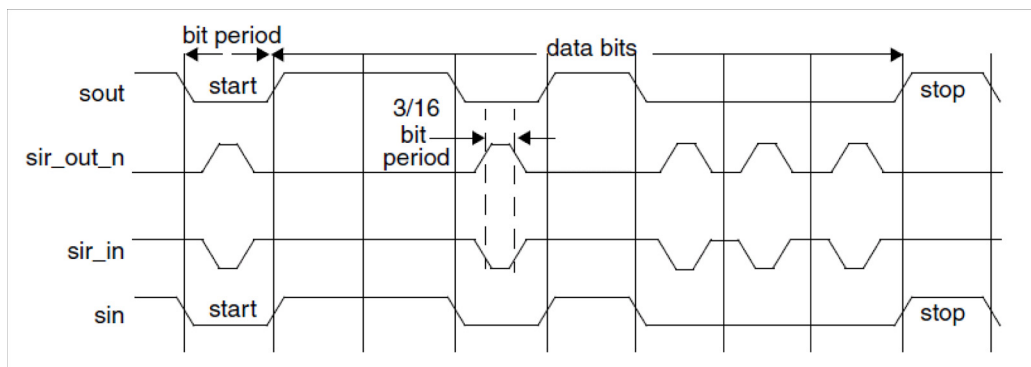 bit period
data bits
sout
start
stop
3/16
bit
period
sir_out_n
sir_in
sin
start
stop